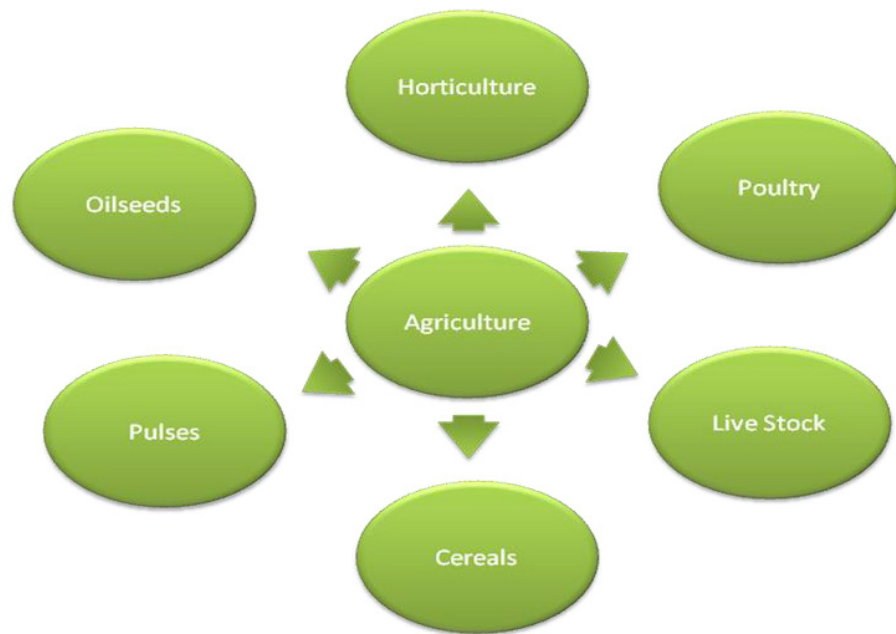 Horticulture
Oilseeds
Poultry
Agriculture
Pulses
Live Stock
Cereals